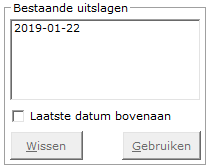 Bestaande uitslagen
2019-01-22
Laatste datum bovenaan
Wissen
Gebruiken